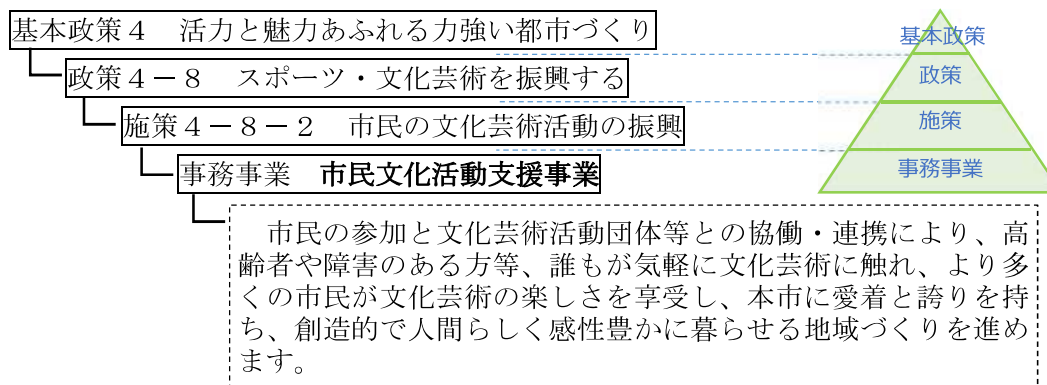 基本政策４　活力と魅力あふれる力強い都市づくり
政策４－８　スポーツ・文化芸術を振興する
施策４－８－２　市民の文化芸術活動の振興
事務事業　市民文化活動支援事業
　市民の参加と文化芸術活動団体等との協働・連携により、高
齢者や障害のある方等、誰もが気軽に文化芸術に触れ、より多
くの市民が文化芸術の楽しさを享受し、本市に愛着と誇りを持
ち、創造的で人間らしく感性豊かに暮らせる地域づくりを進め
ます。
基本政策
政策
施策
事務事業